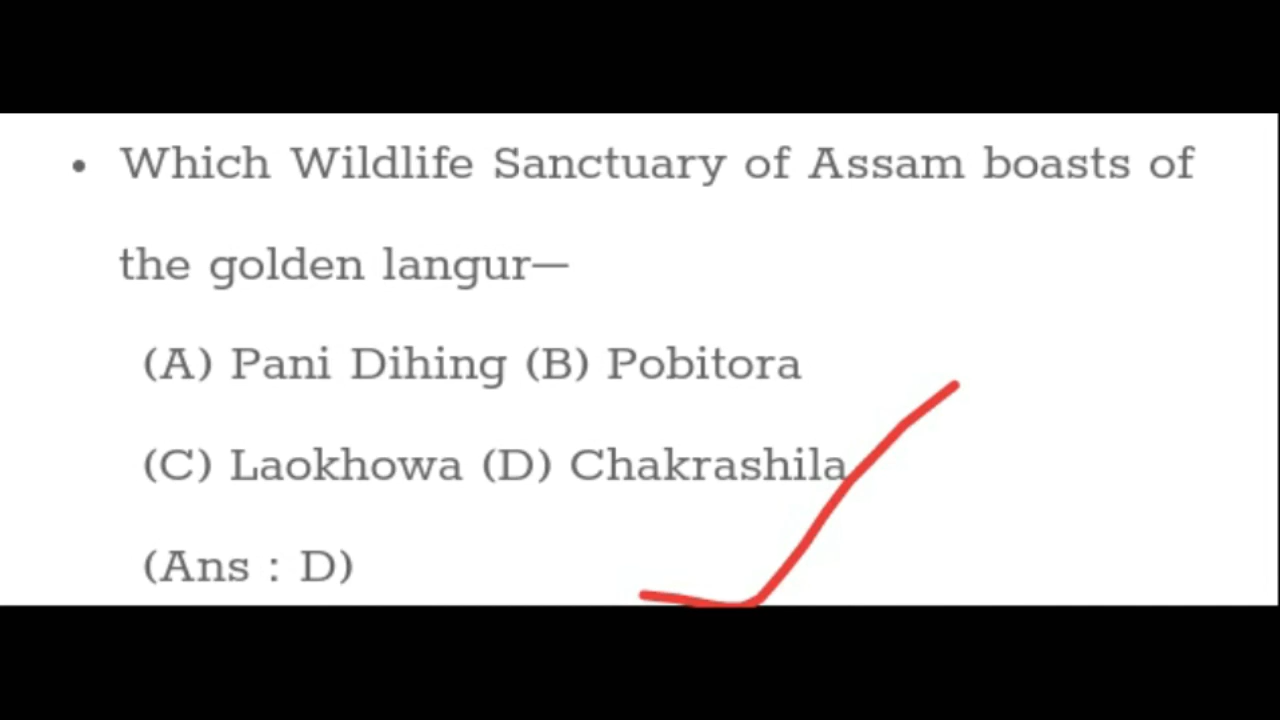 • Which Wildlife Sanctuary of Assam boasts of
the golden langur—
(A) Pani Dihing (B) Pobitora
(C) Laokhowa (D) Chakrashila
(Ans : D)